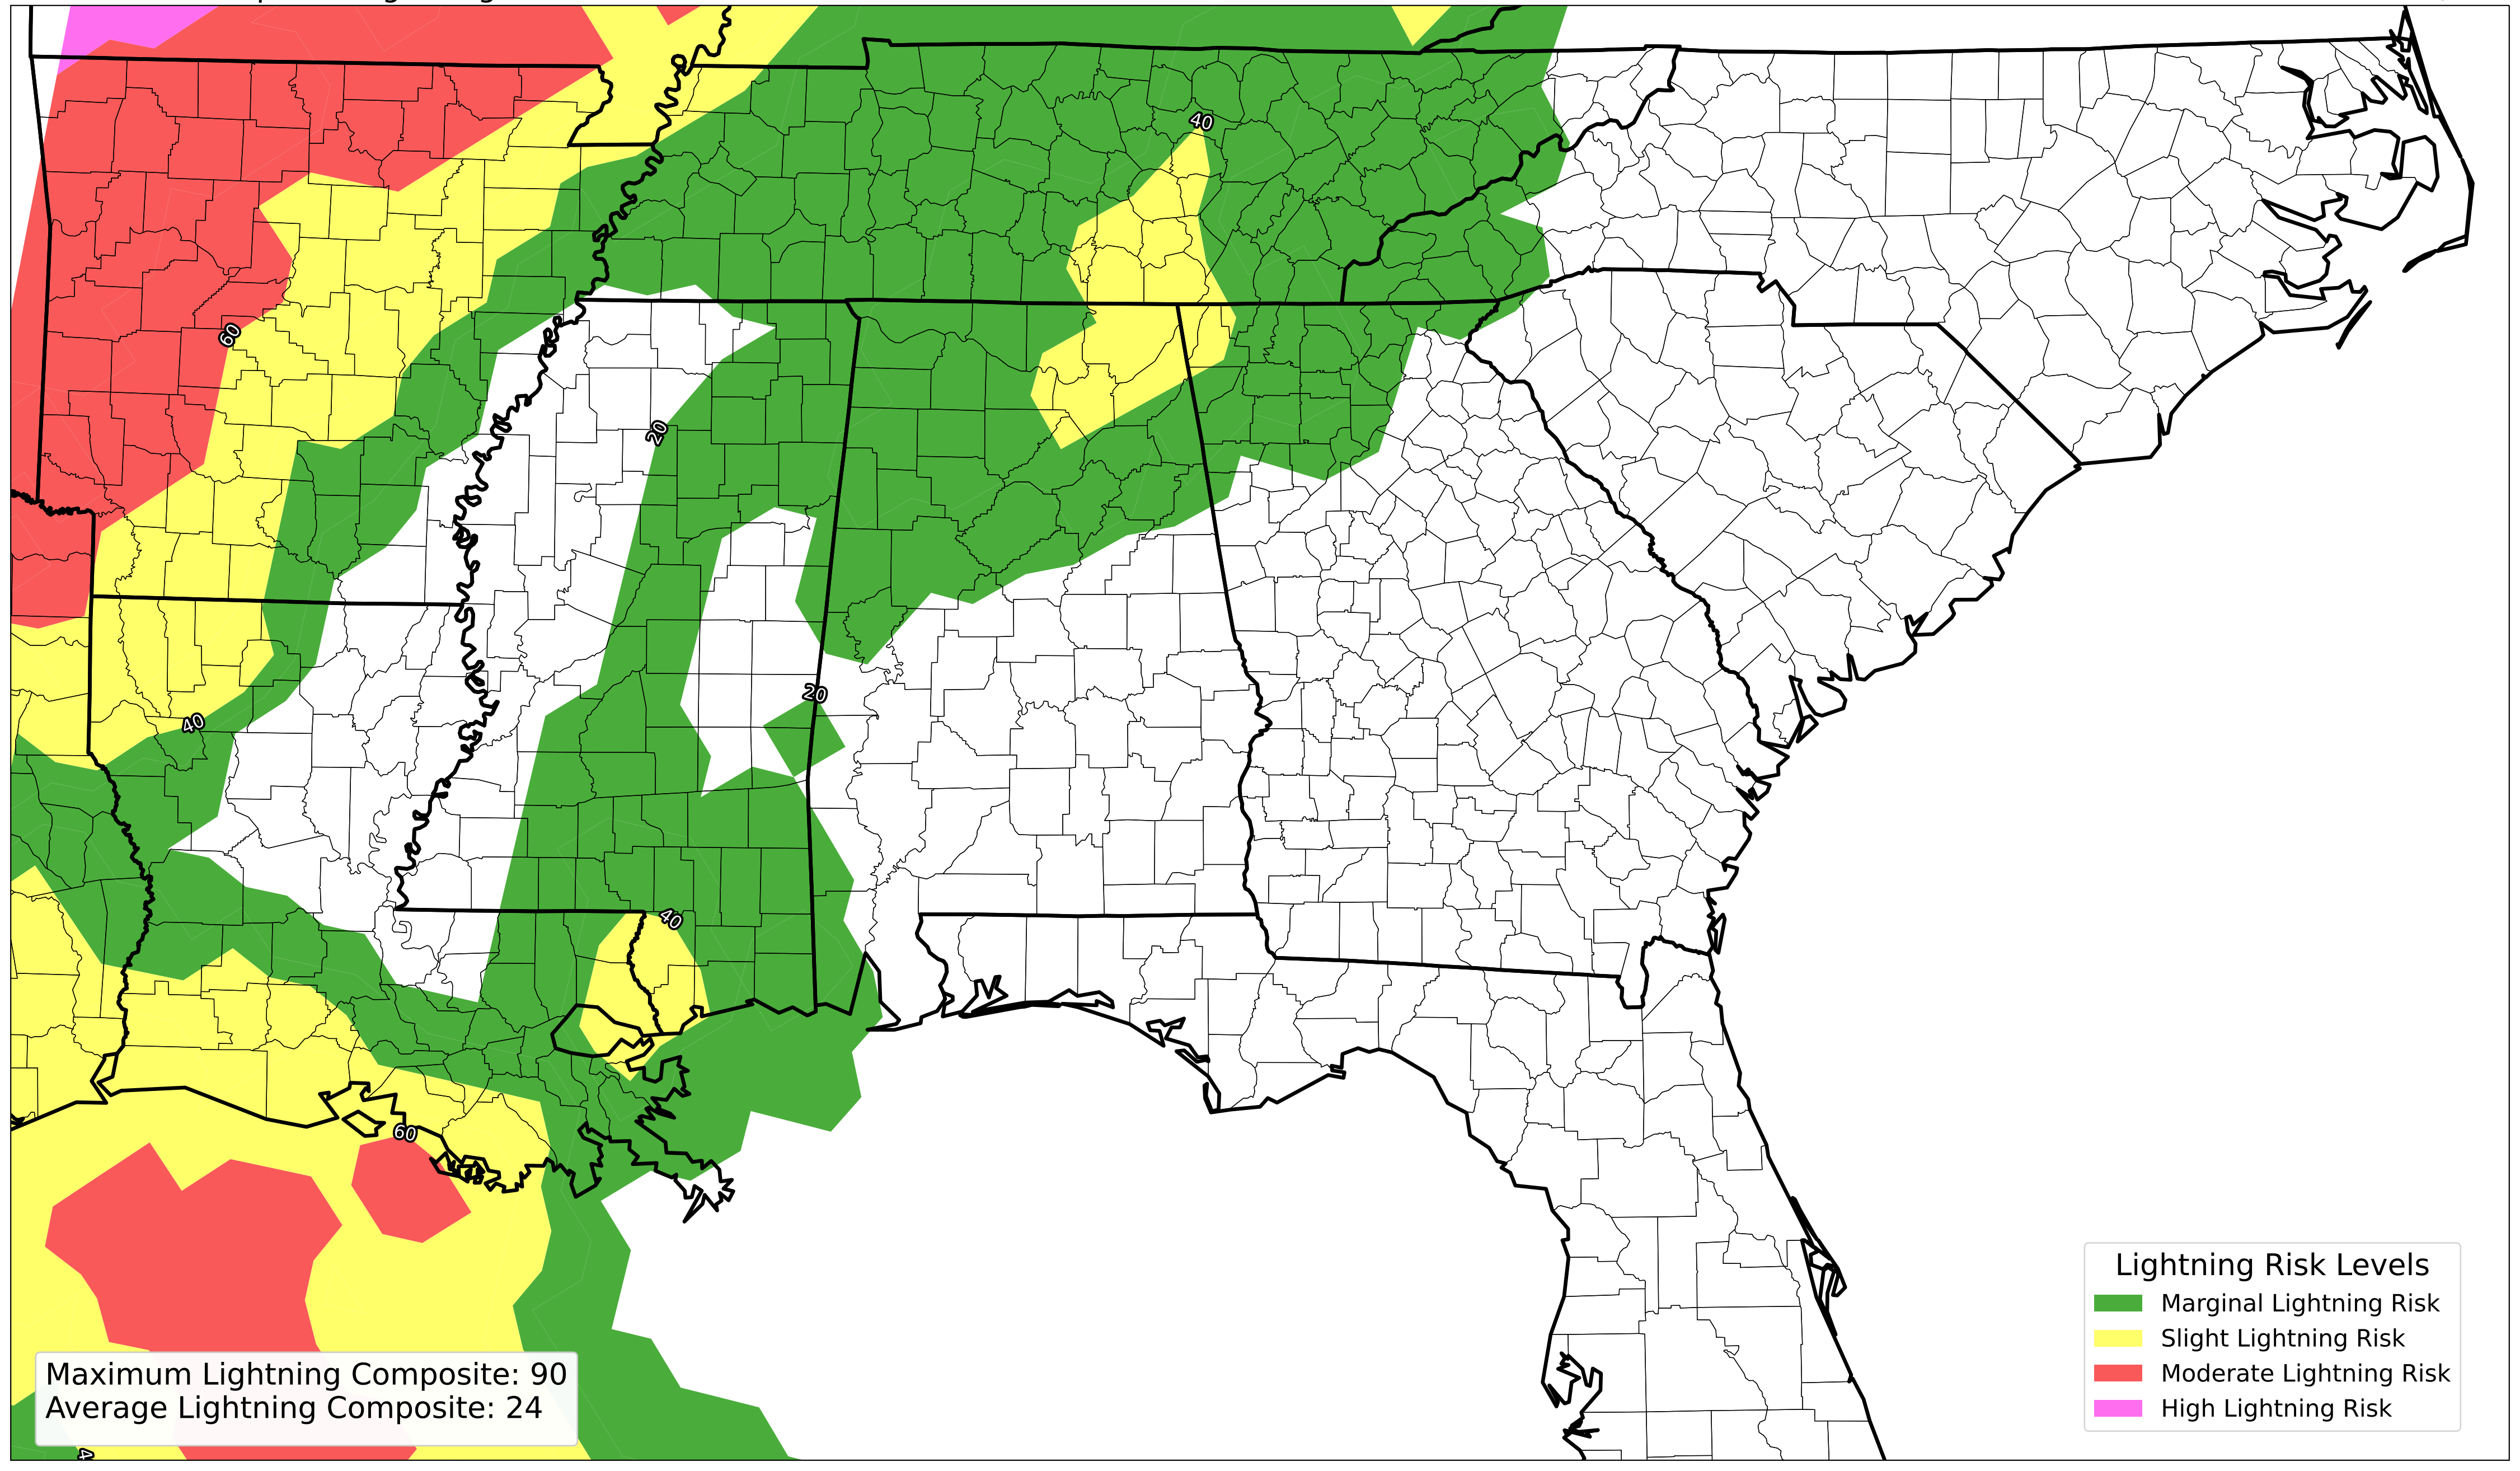 40
60
20
40
20
40
60
Maximum Lightning Composite: 90
Average Lightning Composite: 24
Lightning Risk Levels
Marginal Lightning Risk
Slight Lightning Risk
Moderate Lightning Risk
High Lightning Risk